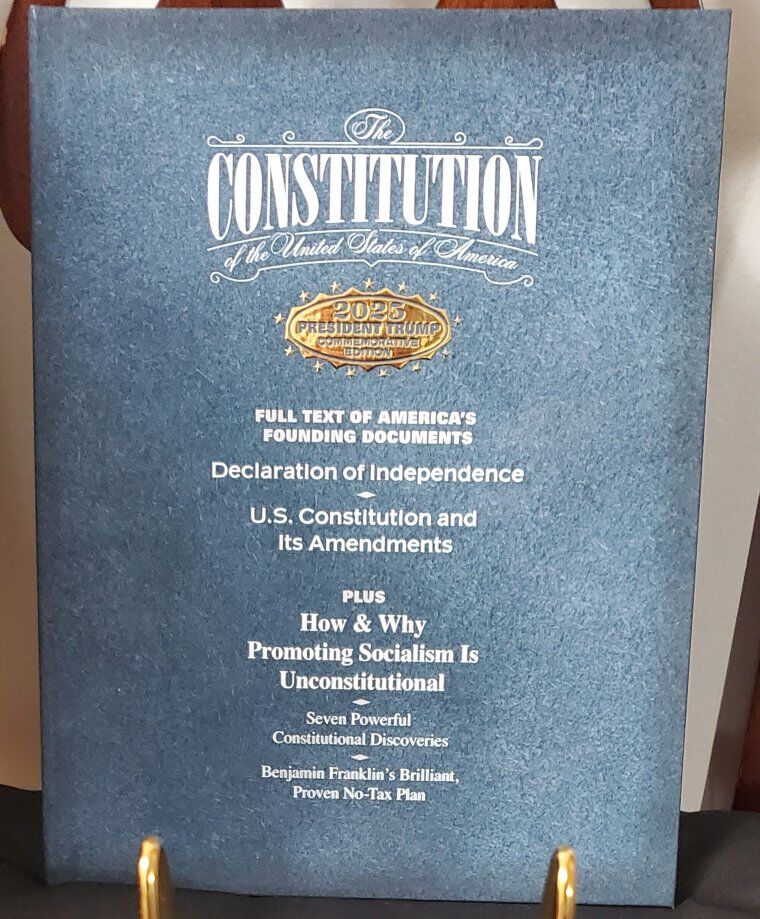 The
CONSTITUTION
of the United States of America
2025
PRESIDENT TRUMP
COMMEMORATIVE
EDITION
FULL TEXT OF AMERICA'S
FOUNDING DOCUMENTS
Declaration of Independence
U.S. Constitution and
Its Amendments
PLUS
How & Why
Promoting Socialism Is
Unconstitutional
Seven Powerful
Constitutional Discoveries
Benjamin Franklin's Brilliant,
Proven No-Tax Plan